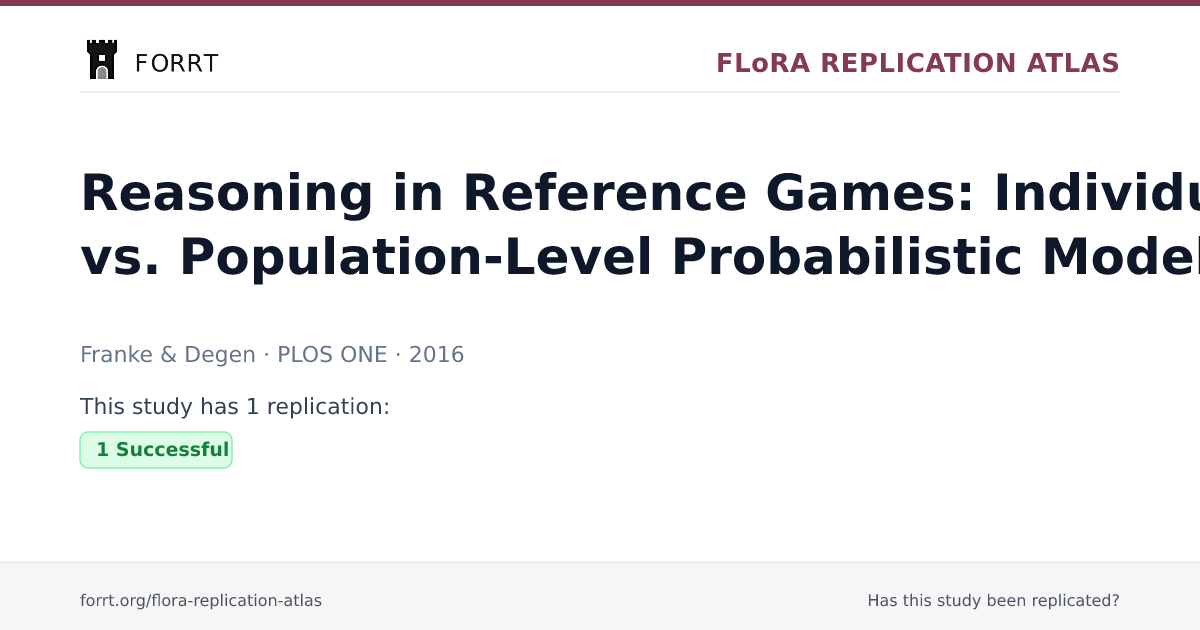 FORRT
FLoRA REPLICATION ATLAS
Reasoning in Reference Games: Individu
vs. Population-Level Probabilistic Model
Franke & Degen · PLOS ONE · 2016
This study has 1 replication:
1 Successful
forrt.org/flora-replication-atlas
Has this study been replicated?